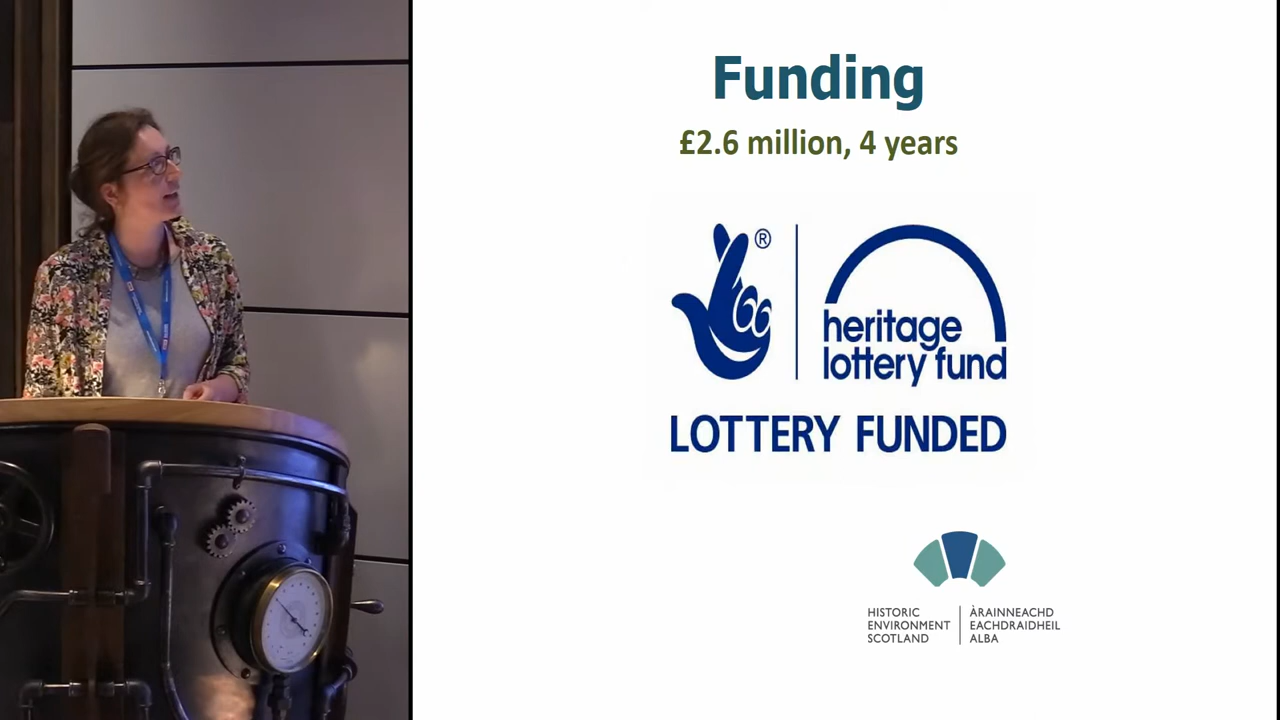 Funding
£2.6 million, 4 years
®
heritage
lottery fund
LOTTERY FUNDED
HISTORIC
ENVIRONMENT
SCOTLAND
ÀRAINNEACHD
EACHDRAIDHEIL
ALBA